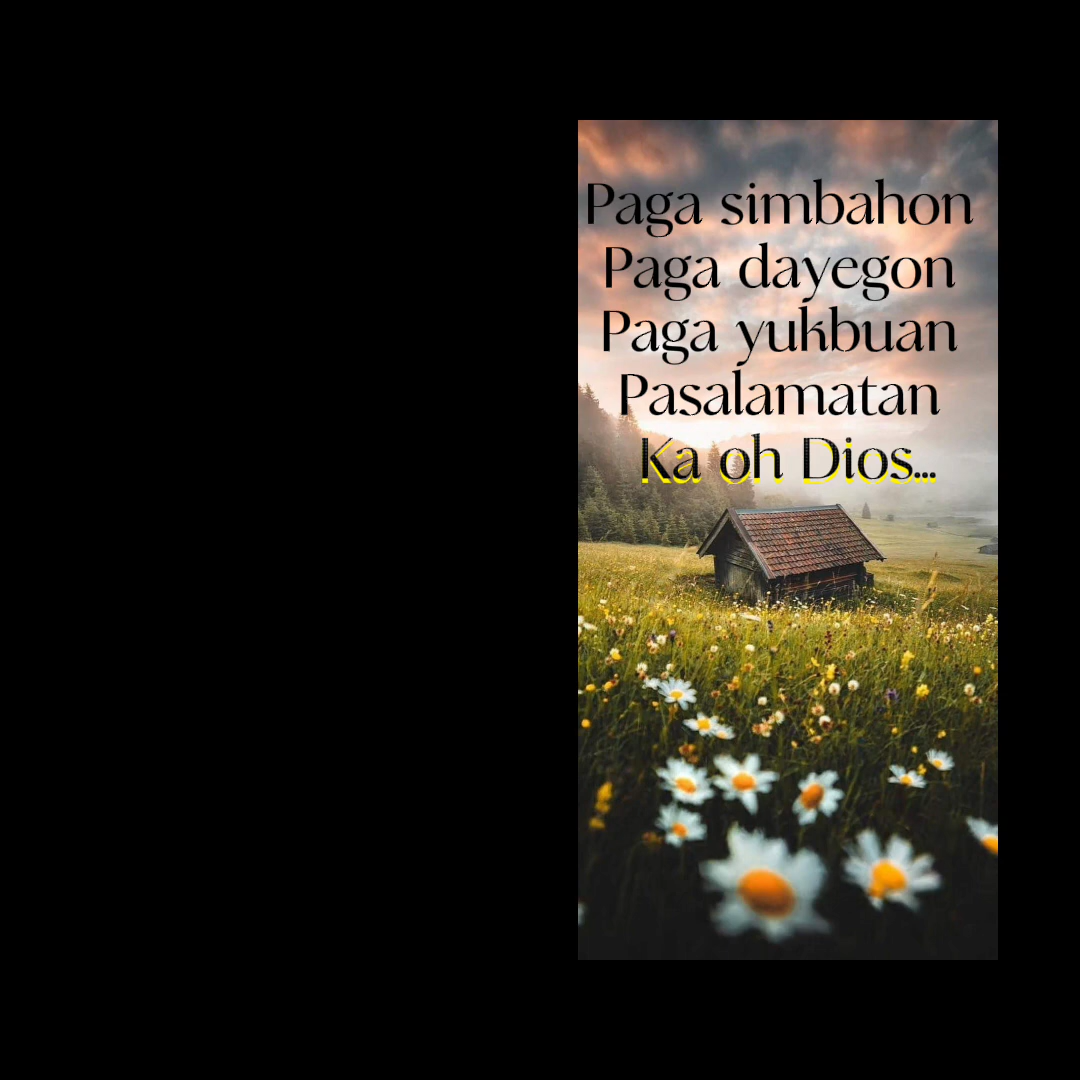 Paga simbahon
Paga dayegon
Paga yukbuan
Pasalamatan
Ka oh Dios...